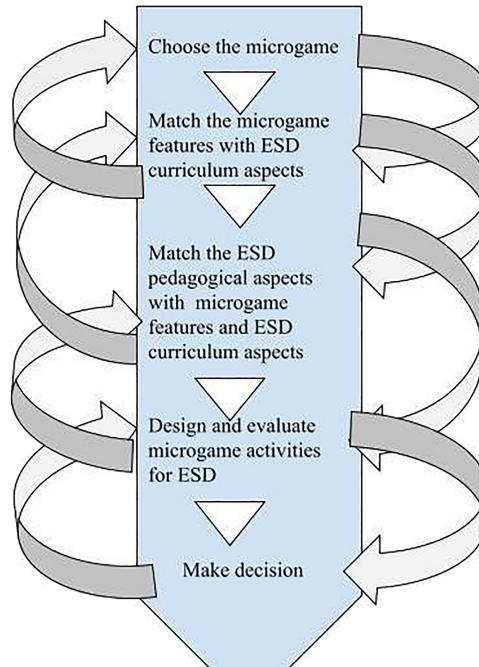 Choose the microgame
Match the microgame
features with ESD
curriculum aspects
Match the ESD
pedagogical aspects
with microgame
features and ESD
curriculum aspects
Design and evaluate
microgame activities
for ESD
Make decision